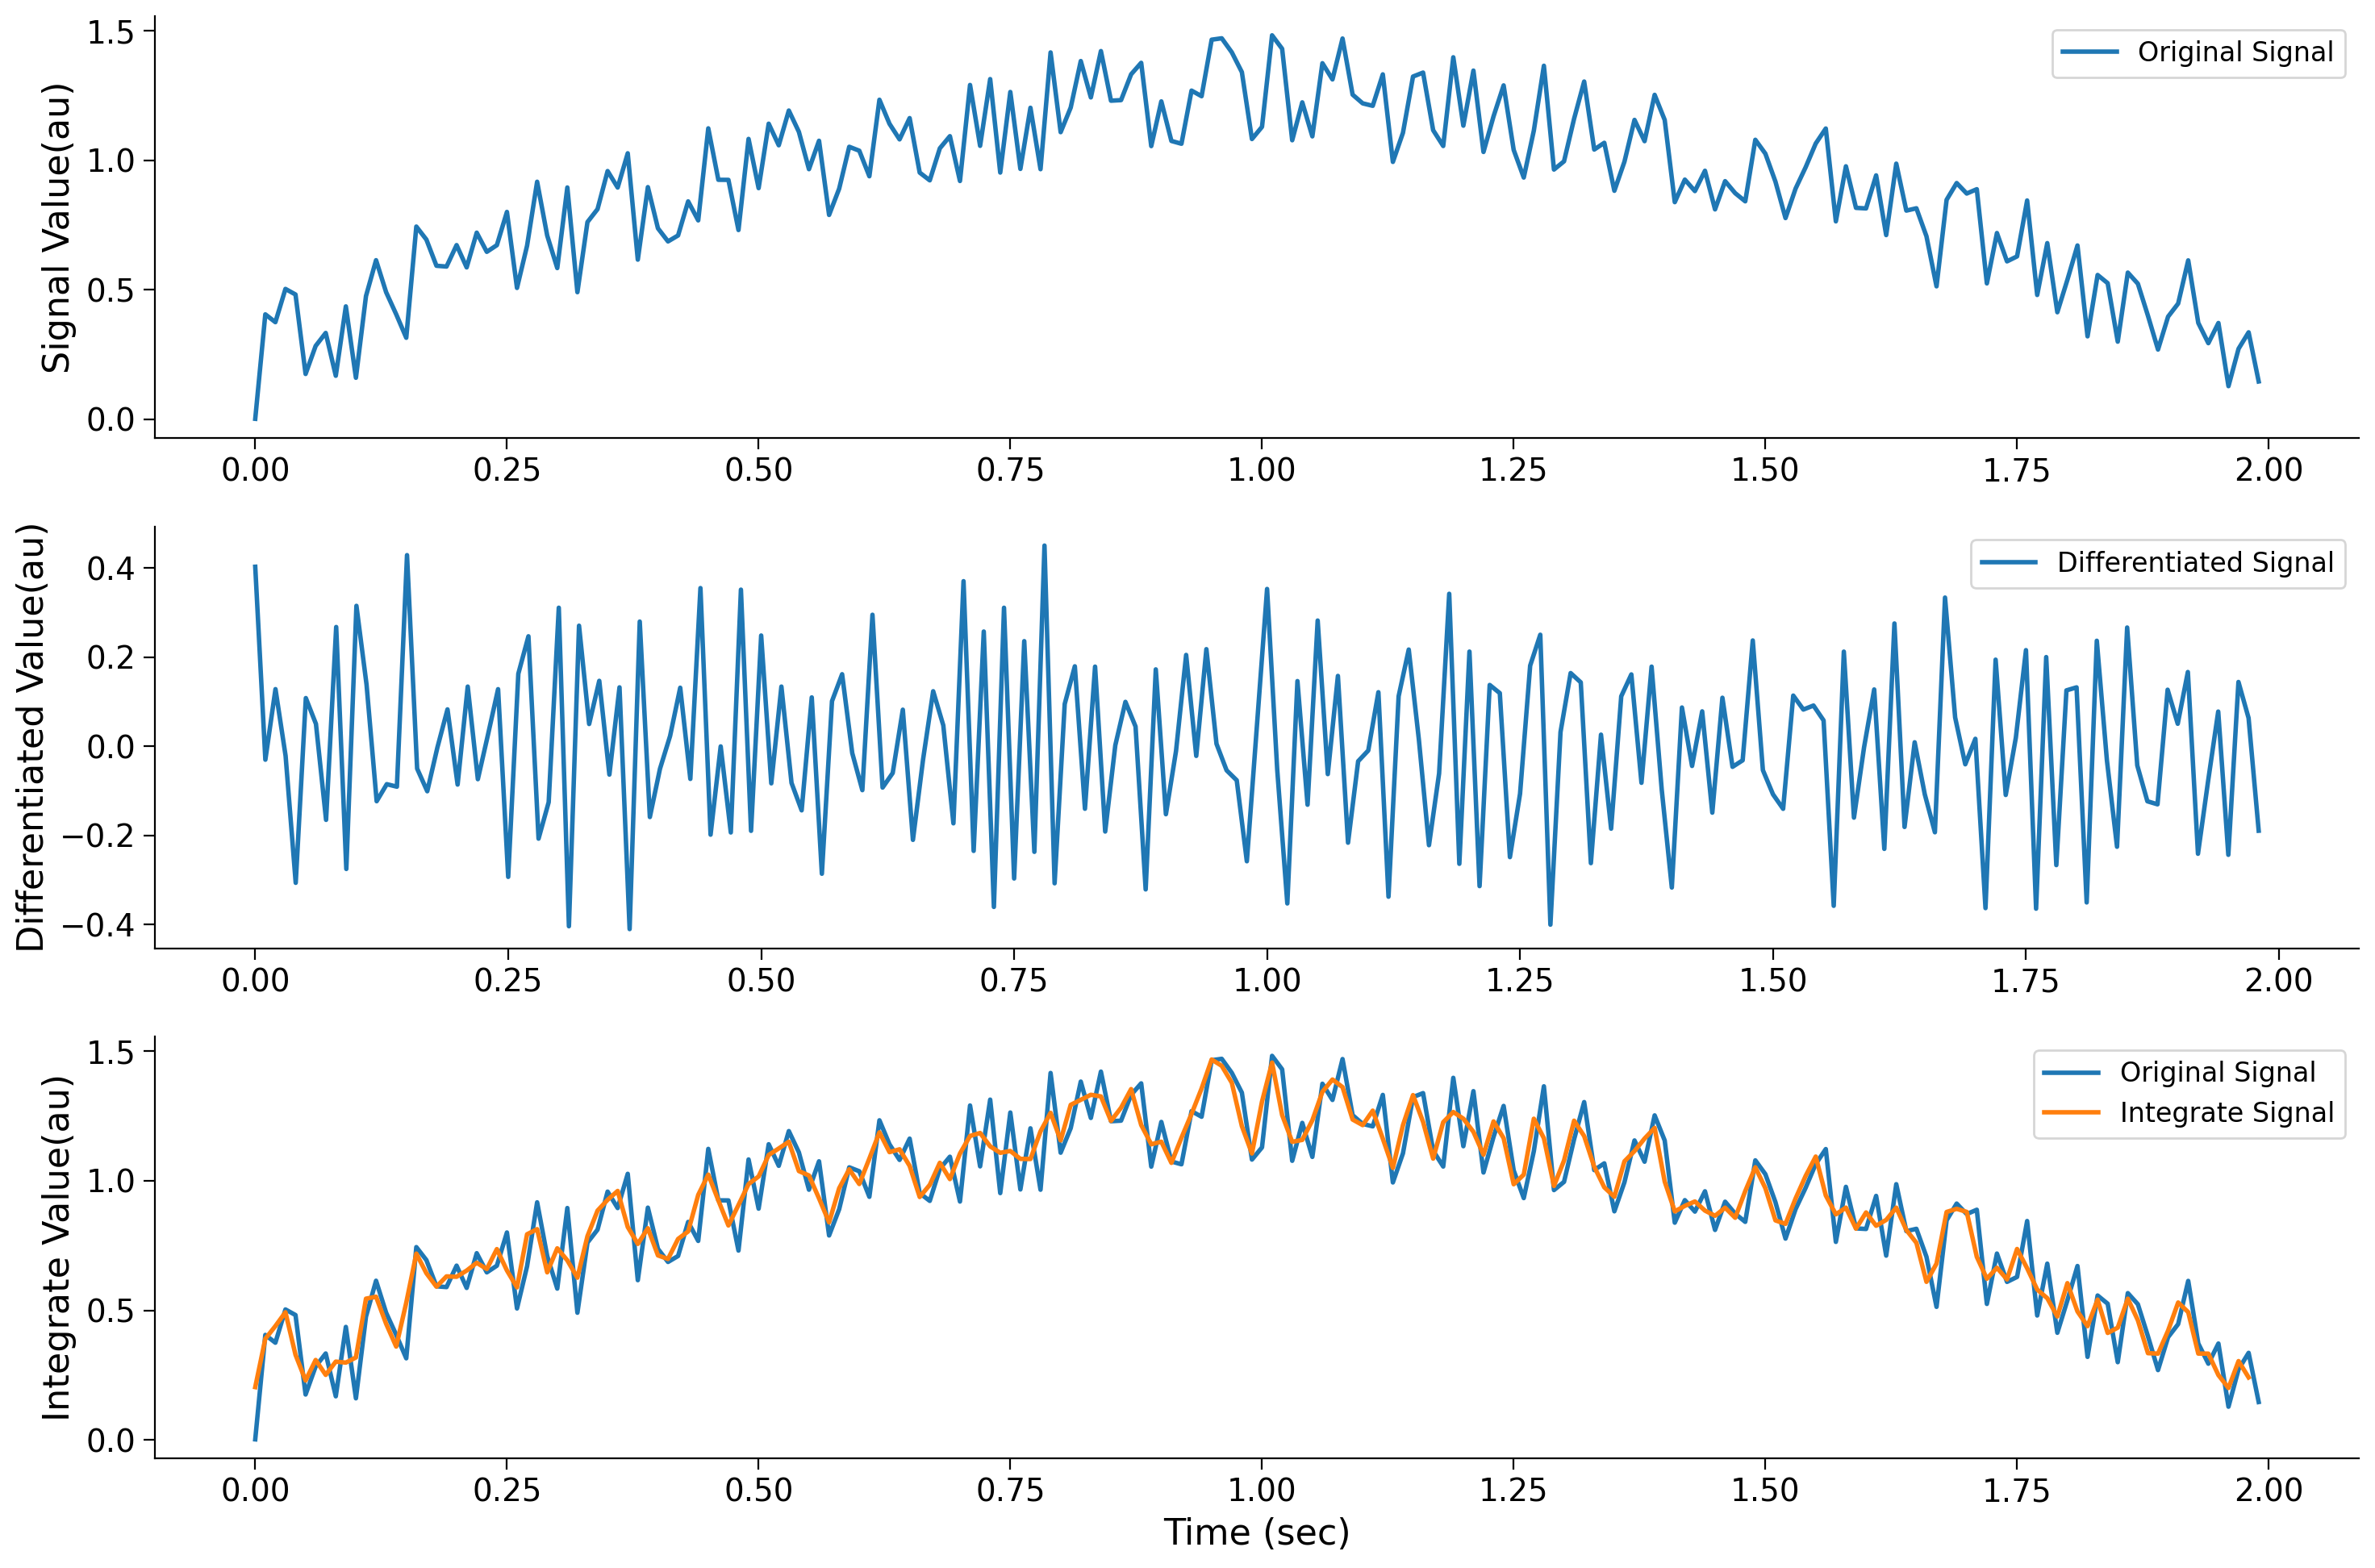 Signal Value(au)
1.5
1.0
0.5
0.0
Original Signal
0.00 0.25 0.50 0.75 1.00 1.25 1.50 1.75 2.00
Differentiated Value(au)
0.4
0.2
0.0
−0.2
−0.4
Differentiated Signal
0.00 0.25 0.50 0.75 1.00 1.25 1.50 1.75 2.00
Integrate Value(au)
1.5
1.0
0.5
0.0
Original Signal
Integrate Signal
0.00 0.25 0.50 0.75 1.00 1.25 1.50 1.75 2.00
Time (sec)